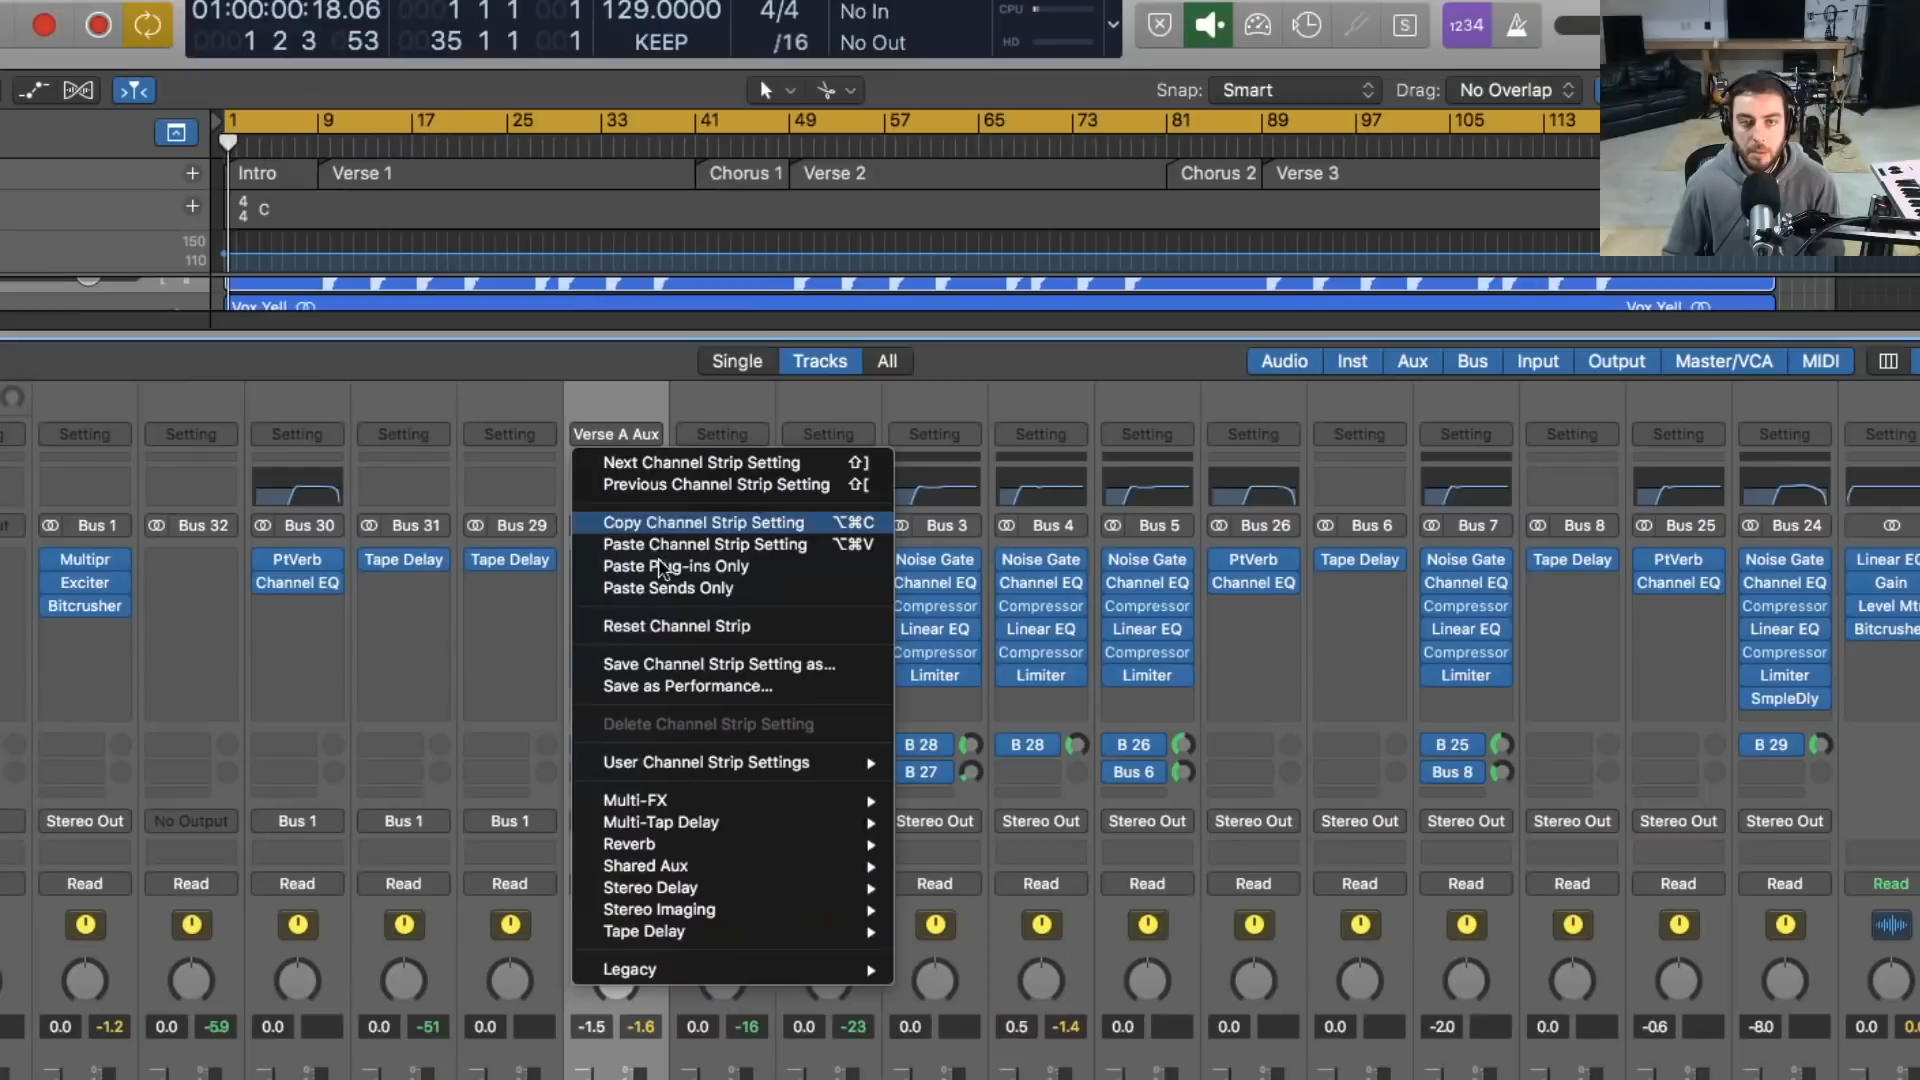 01:00:00:00:18.06
0001 2 3 053
0001 1 1 001
0035 1 1 001
129.0000
KEEP
4/4
/16
No In
No Out
CPU
HD
S
1234
Snap: Smart
Drag: No Overlap
1 9 17 25 33 41 49 57 65 73 81 89 97 105 113
Intro Verse 1 Chorus 1 Verse 2 Chorus 2 Verse 3
4
4
C
150
110
Vox Yell Vox Yell
Single Tracks All
Audio Inst Aux Bus Input Output Master/VCA MIDI
Setting Setting Setting Setting Setting Verse A Aux Setting Setting Setting Setting Setting Setting Setting Setting Setting Setting Setting Setting
Next Channel Strip Setting ⇧]
Previous Channel Strip Setting ⇧[
Copy Channel Strip Setting ⌥⌘C
Paste Channel Strip Setting ⌥⌘V
Paste Plug-ins Only
Paste Sends Only
Reset Channel Strip
Save Channel Strip Setting as...
Save as Performance...
Delete Channel Strip Setting
User Channel Strip Settings
Multi-FX
Multi-Tap Delay
Reverb
Shared Aux
Stereo Delay
Stereo Imaging
Tape Delay
Legacy
Bus 1 Bus 32 Bus 30 Bus 31 Bus 29 Bus 3 Bus 4 Bus 5 Bus 26 Bus 6 Bus 7 Bus 8 Bus 25 Bus 24
Multipr PtVerb Tape Delay Tape Delay Noise Gate Noise Gate Noise Gate PtVerb Tape Delay Noise Gate Tape Delay PtVerb Noise Gate Linear EQ
Exciter Channel EQ Channel EQ Channel EQ Channel EQ Channel EQ Channel EQ Channel EQ Channel EQ Gain
Bitcrusher Compressor Compressor Compressor Compressor Compressor Level Mtr
Linear EQ Linear EQ Linear EQ Linear EQ Linear EQ Bitcrushe
Compressor Compressor Compressor Compressor Compressor
Limiter Limiter Limiter Limiter Limiter
SmpleDly
B 28 B 28 B 26 B 25 B 29
B 27 Bus 6 Bus 8
Stereo Out No Output Bus 1 Bus 1 Bus 1 Stereo Out Stereo Out Stereo Out Stereo Out Stereo Out Stereo Out Stereo Out Stereo Out Stereo Out
Read Read Read Read Read Read Read Read Read Read Read Read Read Read Read
0.0 -1.2 0.0 -5.9 0.0 0.0 -51 0.0 -1.5 -1.6 0.0 -16 0.0 -23 0.0 0.5 -1.4 0.0 0.0 0.0 -2.0 0.0 -0.6 -8.0 0.0